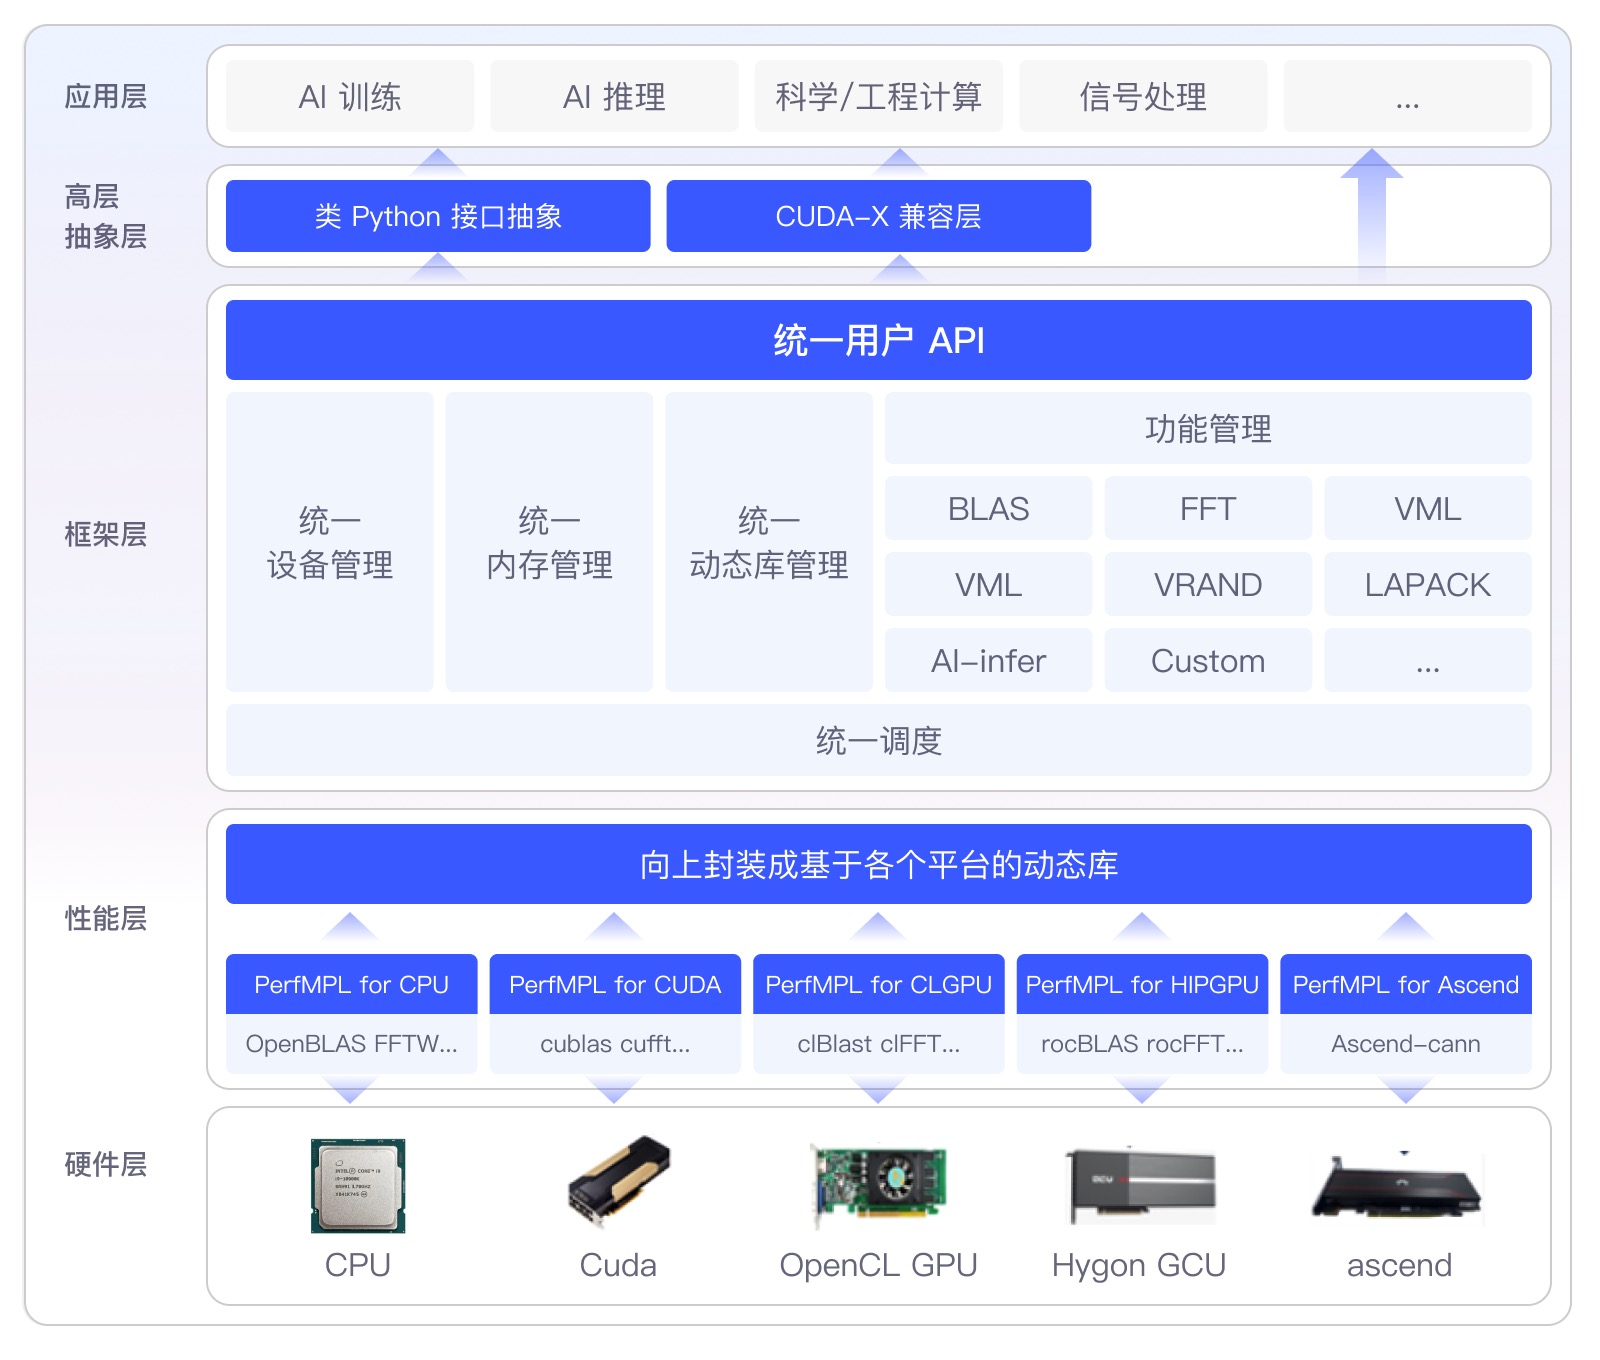 应用层
AI 训练
AI 推理
科学/工程计算
信号处理
...
高层
抽象层
类 Python 接口抽象
CUDA-X 兼容层
框架层
统一用户 API
统一
设备管理
统一
内存管理
统一
动态库管理
功能管理
BLAS
FFT
VML
VML
VRAND
LAPACK
AI-infer
Custom
...
统一调度
性能层
向上封装成基于各个平台的动态库
PerfMPL for CPU
PerfMPL for CUDA
PerfMPL for CLGPU
PerfMPL for HIPGPU
PerfMPL for Ascend
OpenBLAS FFTW...
cublas cufft...
clBlast clFFT...
rocBLAS rocFFT...
Ascend-cann
硬件层
CPU
Cuda
OpenCL GPU
Hygon GCU
ascend